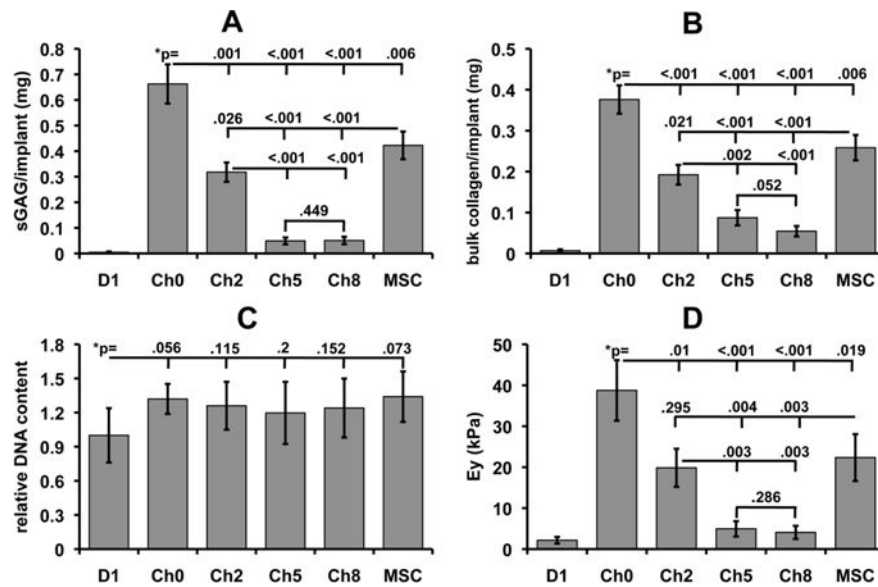 A
sGAG/implant (mg)
0.8
0.7
0.6
0.5
0.4
0.3
0.2
0.1
0
*p= .001 <.001 <.001 .006
.026 <.001 <.001
<.001 <.001
.449
D1 Ch0 Ch2 Ch5 Ch8 MSC
B
bulk collagen/implant (mg)
0.5
0.4
0.3
0.2
0.1
0
*p= <.001 <.001 <.001 .006
.021 <.001 <.001
.002 <.001
.052
D1 Ch0 Ch2 Ch5 Ch8 MSC
C
relative DNA content
1.8
1.5
1.2
0.9
0.6
0.3
0
*p= .056 .115 .2 .152 .073
D1 Ch0 Ch2 Ch5 Ch8 MSC
D
Ey (kPa)
50
40
30
20
10
0
*p= .01 <.001 <.001 .019
.295 .004 .003
.003 .003
.286
D1 Ch0 Ch2 Ch5 Ch8 MSC